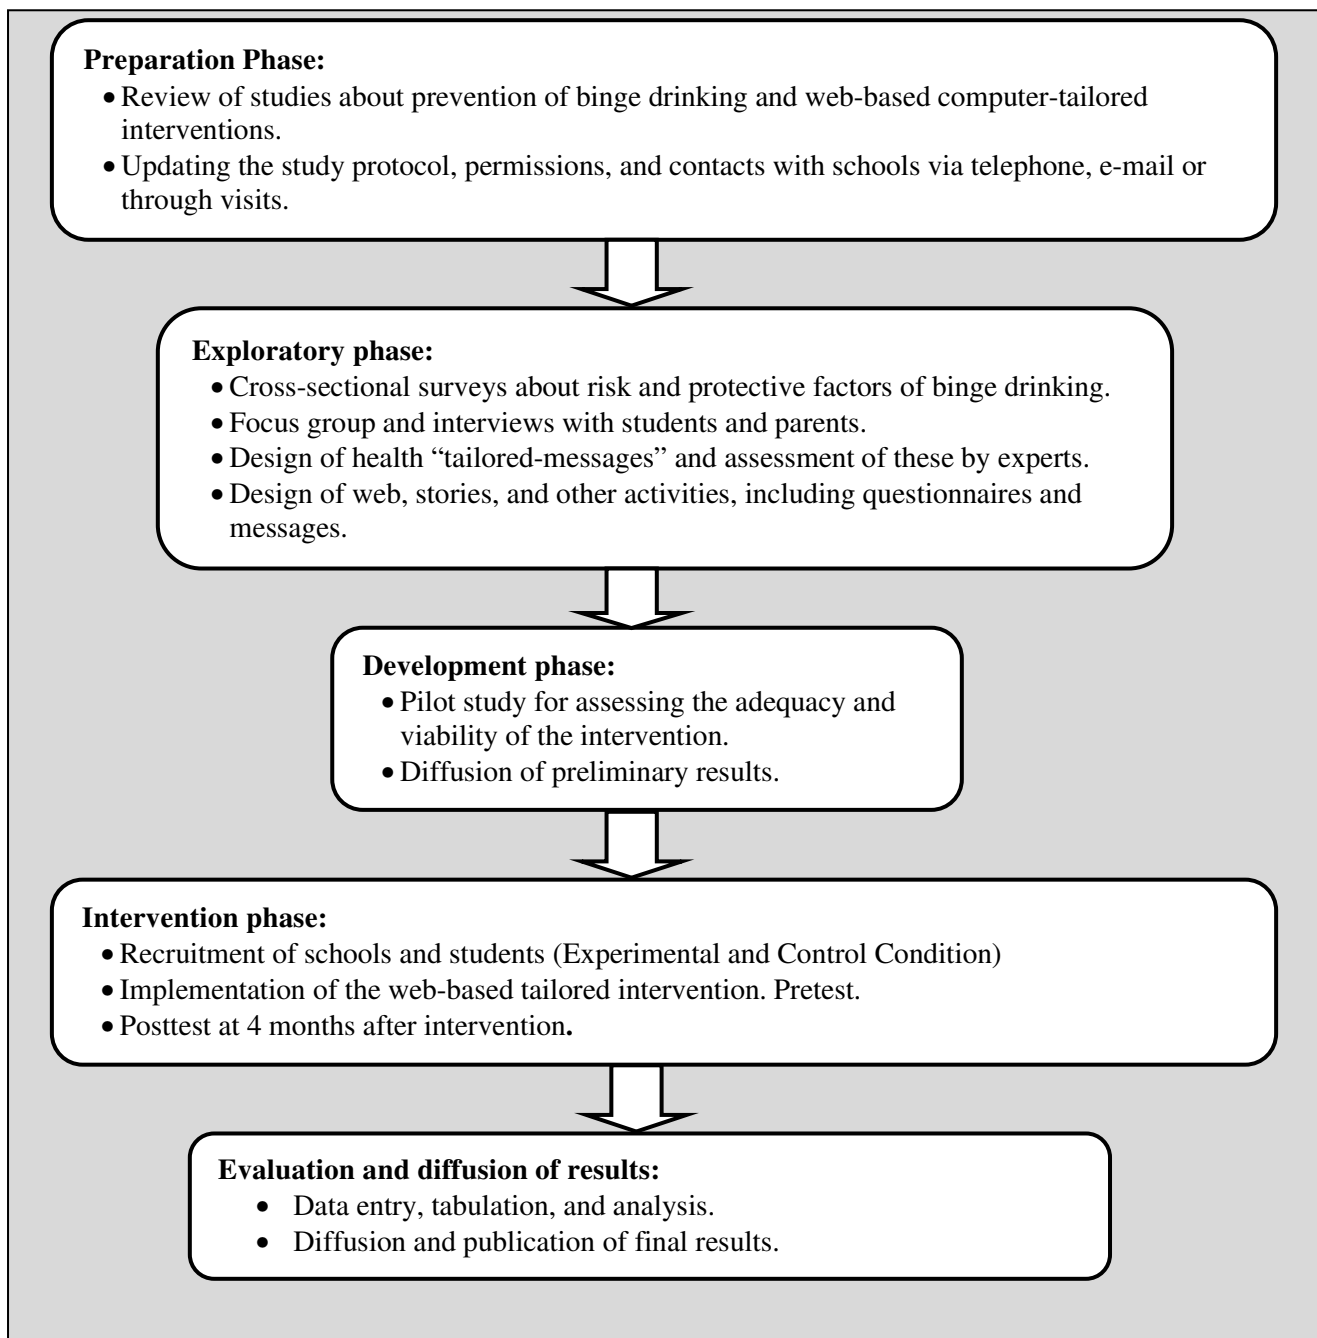 Preparation Phase:
• Review of studies about prevention of binge drinking and web-based computer-tailored
interventions.
• Updating the study protocol, permissions, and contacts with schools via telephone, e-mail or
through visits.
Exploratory phase:
• Cross-sectional surveys about risk and protective factors of binge drinking.
• Focus group and interviews with students and parents.
• Design of health “tailored-messages” and assessment of these by experts.
• Design of web, stories, and other activities, including questionnaires and
messages.
Development phase:
• Pilot study for assessing the adequacy and
viability of the intervention.
• Diffusion of preliminary results.
Intervention phase:
• Recruitment of schools and students (Experimental and Control Condition)
• Implementation of the web-based tailored intervention. Pretest.
• Posttest at 4 months after intervention.
Evaluation and diffusion of results:
• Data entry, tabulation, and analysis.
• Diffusion and publication of final results.